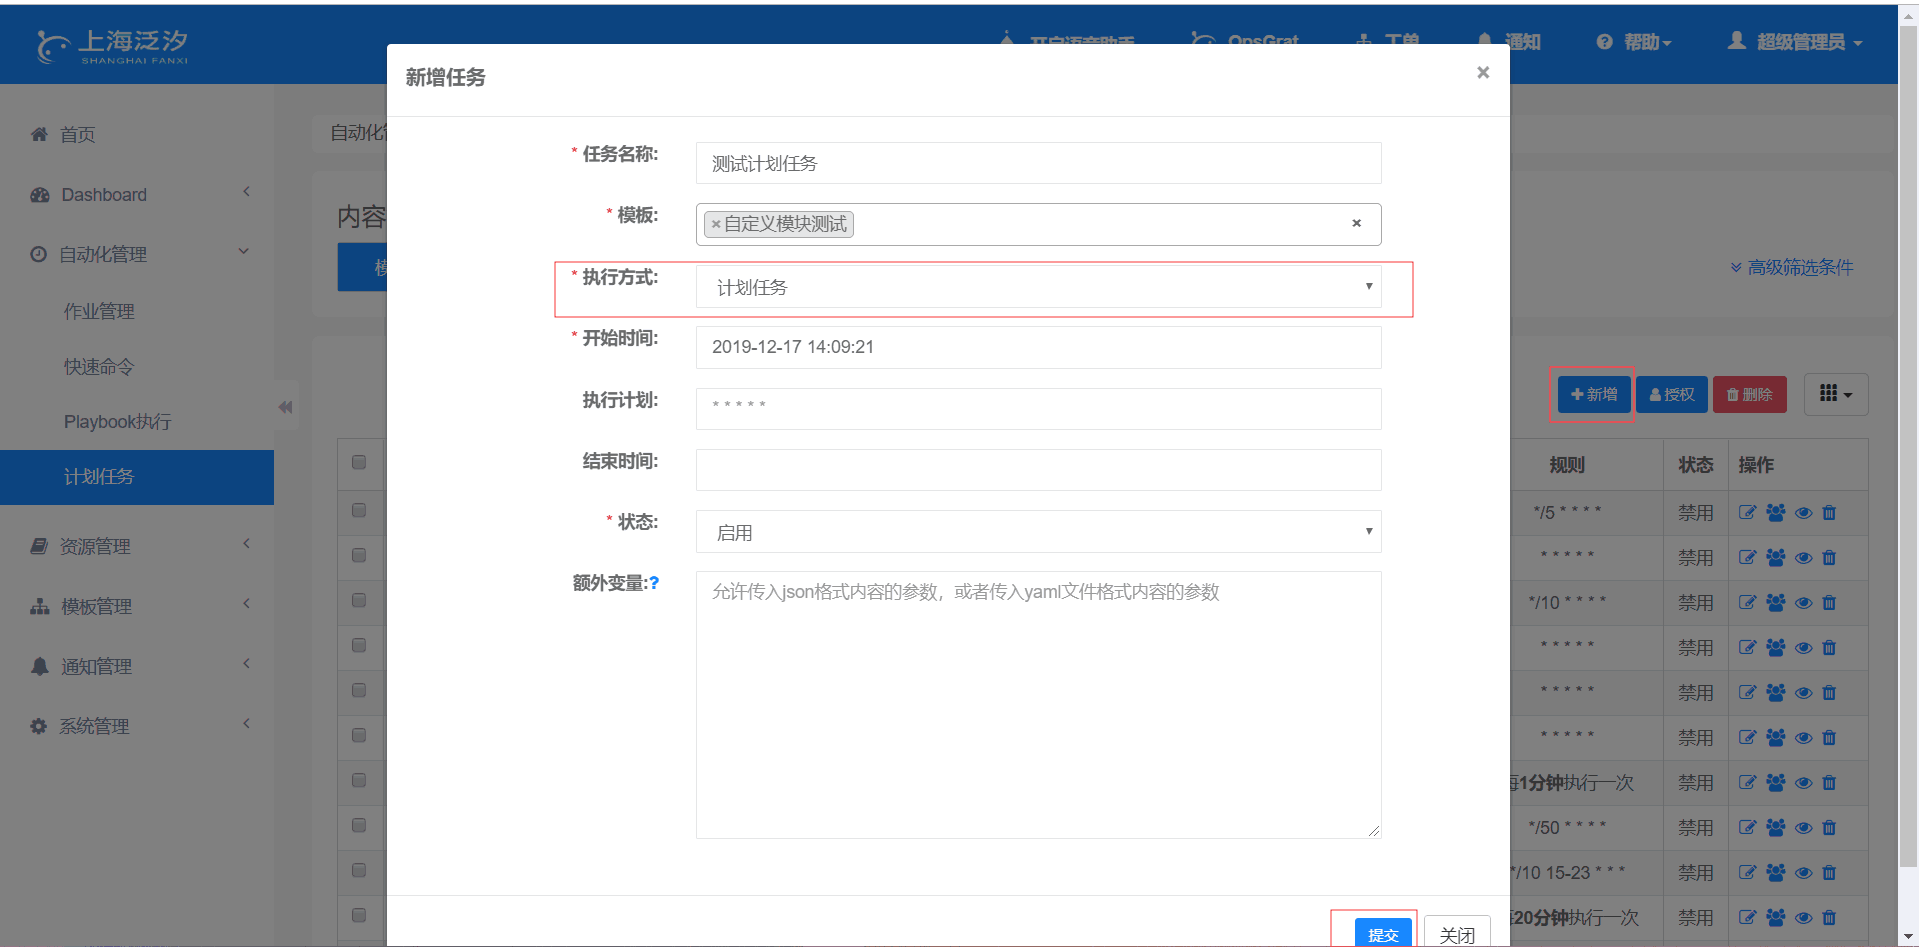 上海泛汐
SHANGHAI FANXI
开启语音助手
OpsGrat
工单
通知
帮助
超级管理员
首页
Dashboard
自动化管理
作业管理
快速命令
Playbook执行
计划任务
资源管理
模板管理
通知管理
系统管理
自动化
内容
新增任务
×
* 任务名称:
测试计划任务
* 模板:
×自定义模块测试
×
* 执行方式:
计划任务
* 开始时间:
2019-12-17 14:09:21
执行计划:
* * * * *
结束时间:
* 状态:
启用
额外变量:?
允许传入json格式内容的参数，或者传入yaml文件格式内容的参数
提交
关闭
高级筛选条件
新增
授权
删除
规则 状态 操作
*/5 * * * * 禁用
* * * * * 禁用
*/10 * * * * 禁用
* * * * * 禁用
* * * * * 禁用
* * * * * 禁用
每1分钟执行一次 禁用
*/50 * * * * 禁用
*/10 15-23 * * * 禁用
20分钟执行一次 禁用